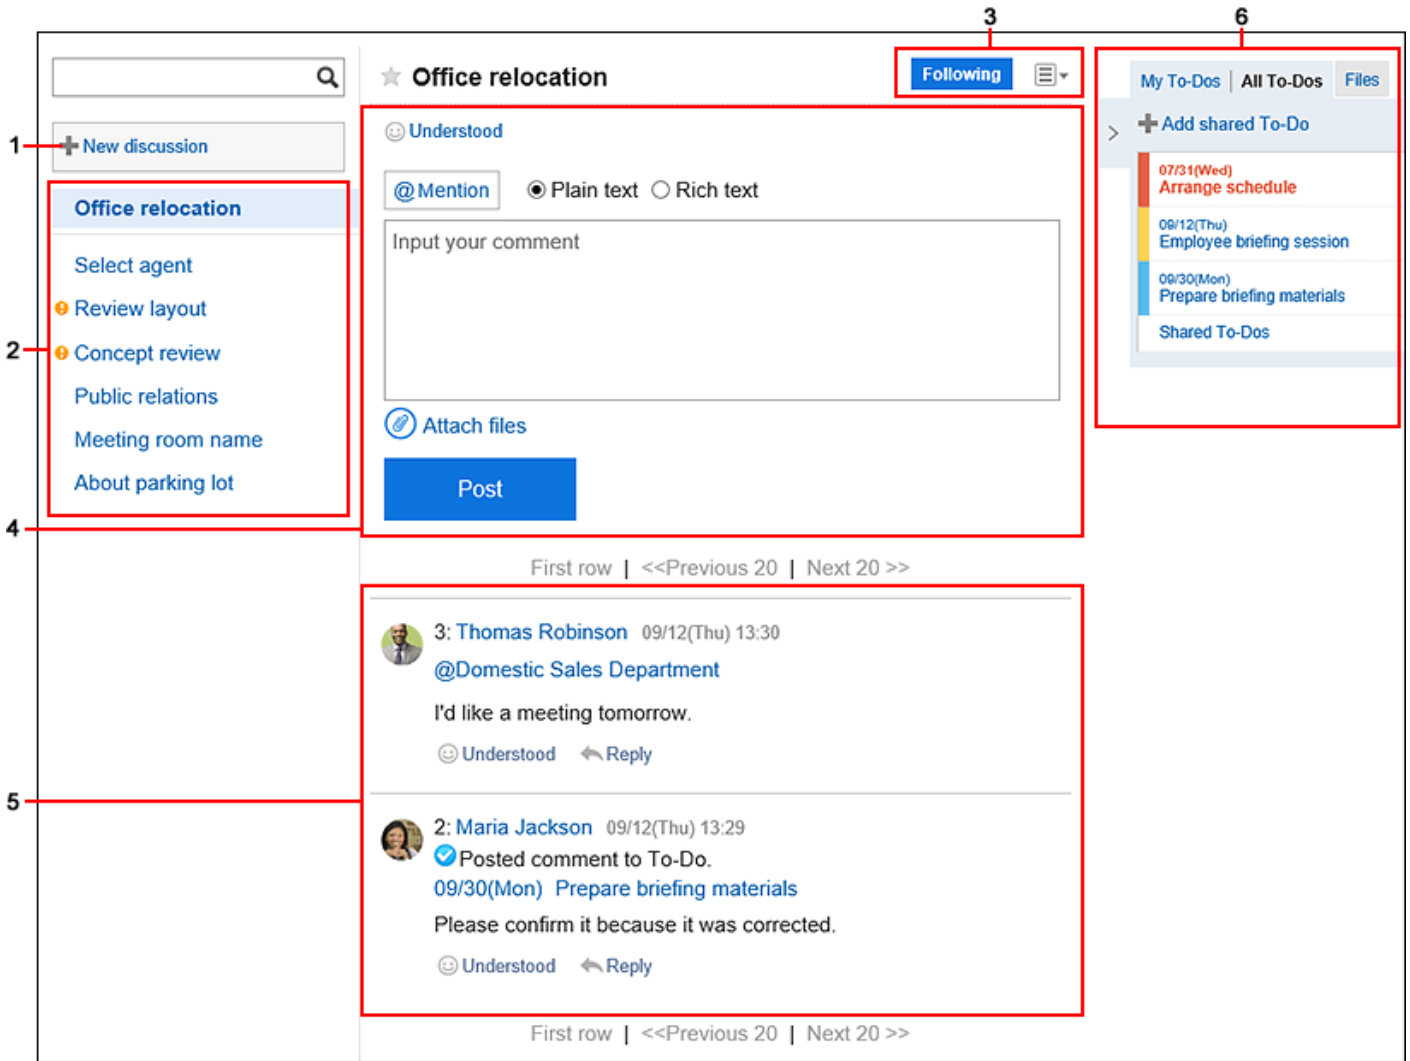 3
6
Office relocation
Following
My To-Dos | All To-Dos
Files
1
New discussion
Understood
Add shared To-Do
@Mention
Plain text
Rich text
07/31(Wed)
Arrange schedule
Office relocation
Input your comment
09/12(Thu)
Employee briefing session
Select agent
09/30(Mon)
Prepare briefing materials
Review layout
Shared To-Dos
2
Concept review
Public relations
Meeting room name
Attach files
About parking lot
Post
4
First row | <<Previous 20 | Next 20 >>
3: Thomas Robinson 09/12(Thu) 13:30
@Domestic Sales Department
I'd like a meeting tomorrow.
Understood Reply
5
2: Maria Jackson 09/12(Thu) 13:29
Posted comment to To-Do.
09/30(Mon) Prepare briefing materials
Please confirm it because it was corrected.
Understood Reply
First row | <<Previous 20 | Next 20 >>